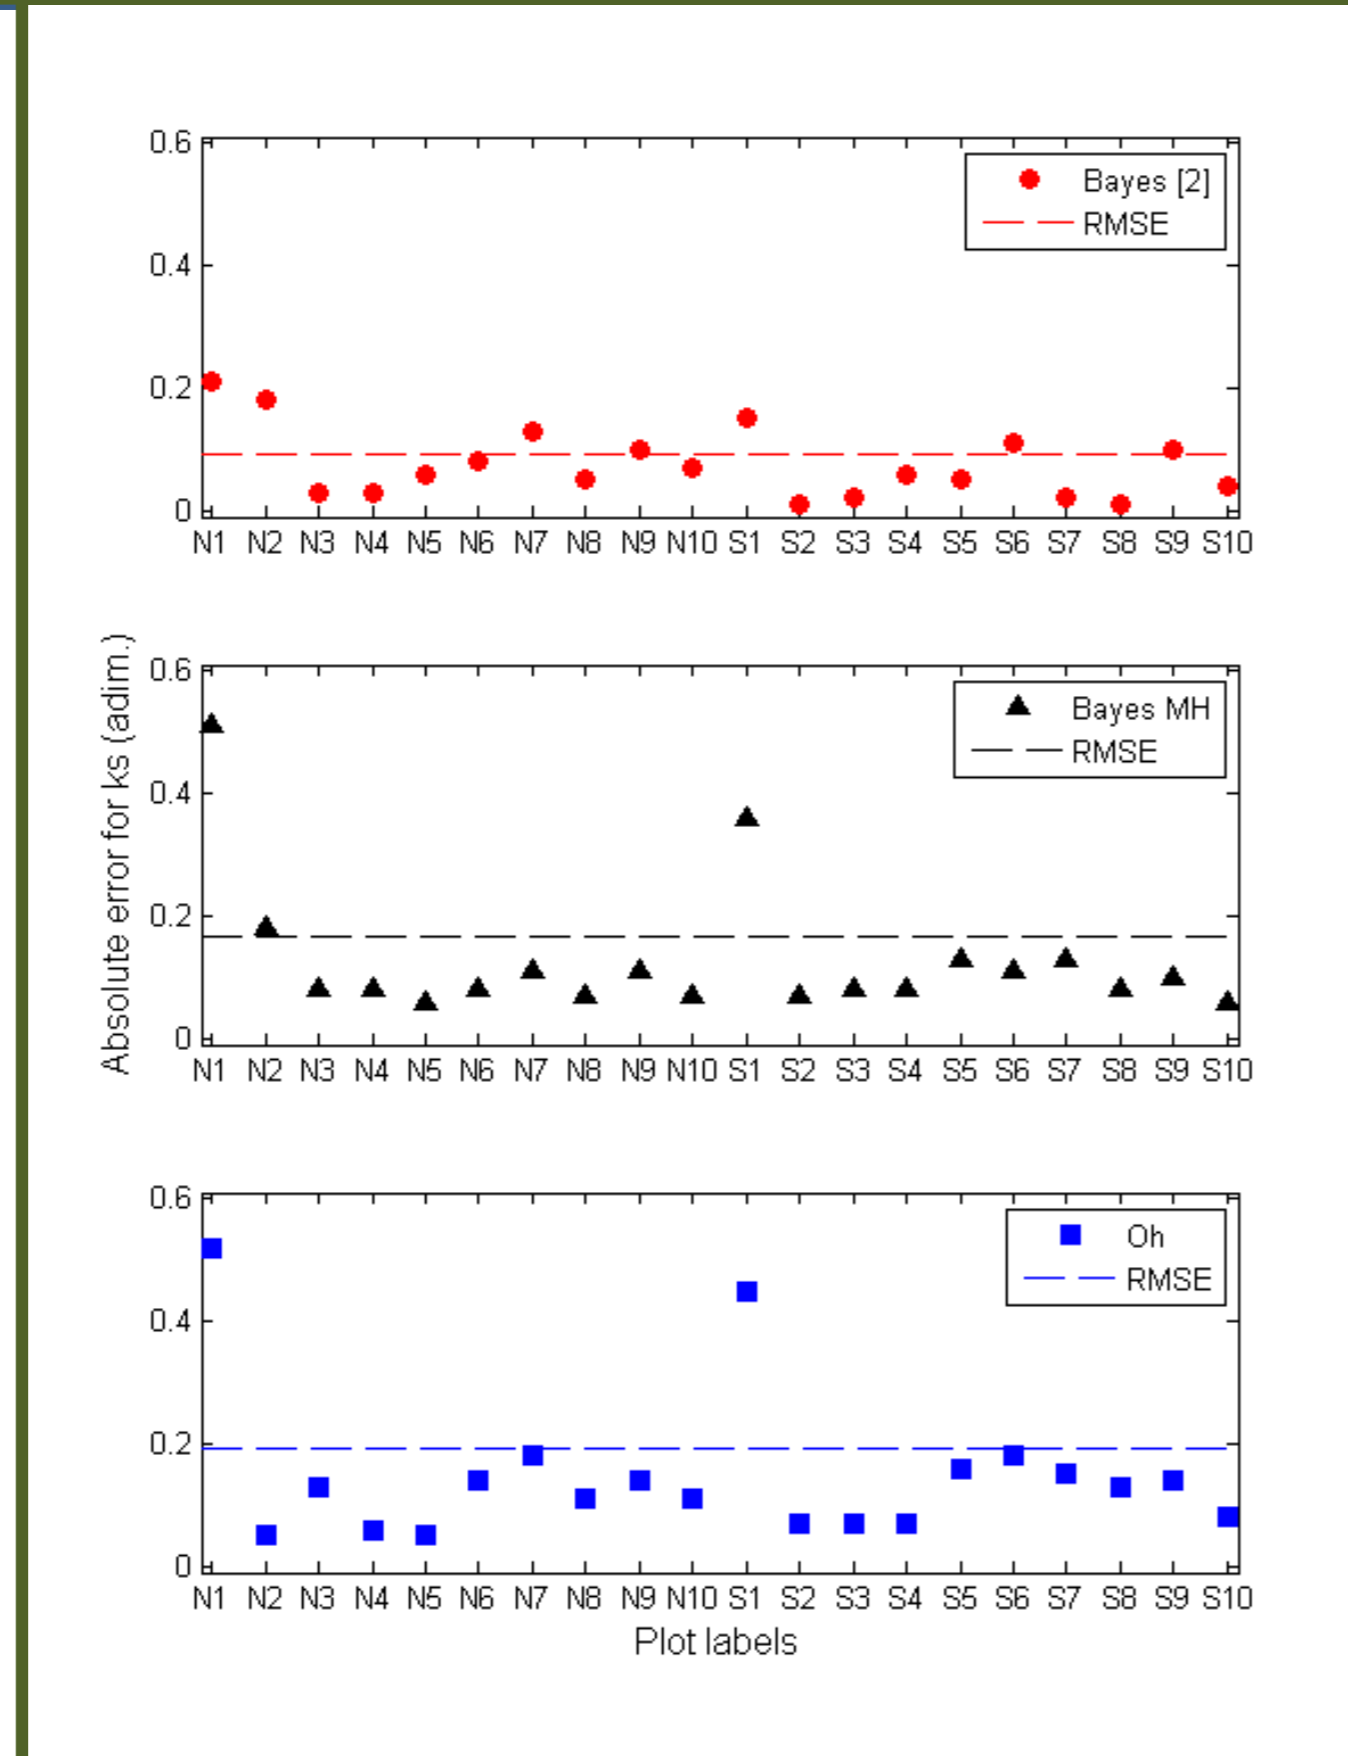 0.6
Bayes [2]
RMSE
0.4
0.2
0
N1 N2 N3 N4 N5 N6 N7 N8 N9 N10 S1 S2 S3 S4 S5 S6 S7 S8 S9 S10
Absolute error for ks (adim.)
0.6
Bayes MH
RMSE
0.4
0.2
0
N1 N2 N3 N4 N5 N6 N7 N8 N9 N10 S1 S2 S3 S4 S5 S6 S7 S8 S9 S10
0.6
Oh
RMSE
0.4
0.2
0
N1 N2 N3 N4 N5 N6 N7 N8 N9 N10 S1 S2 S3 S4 S5 S6 S7 S8 S9 S10
Plot labels